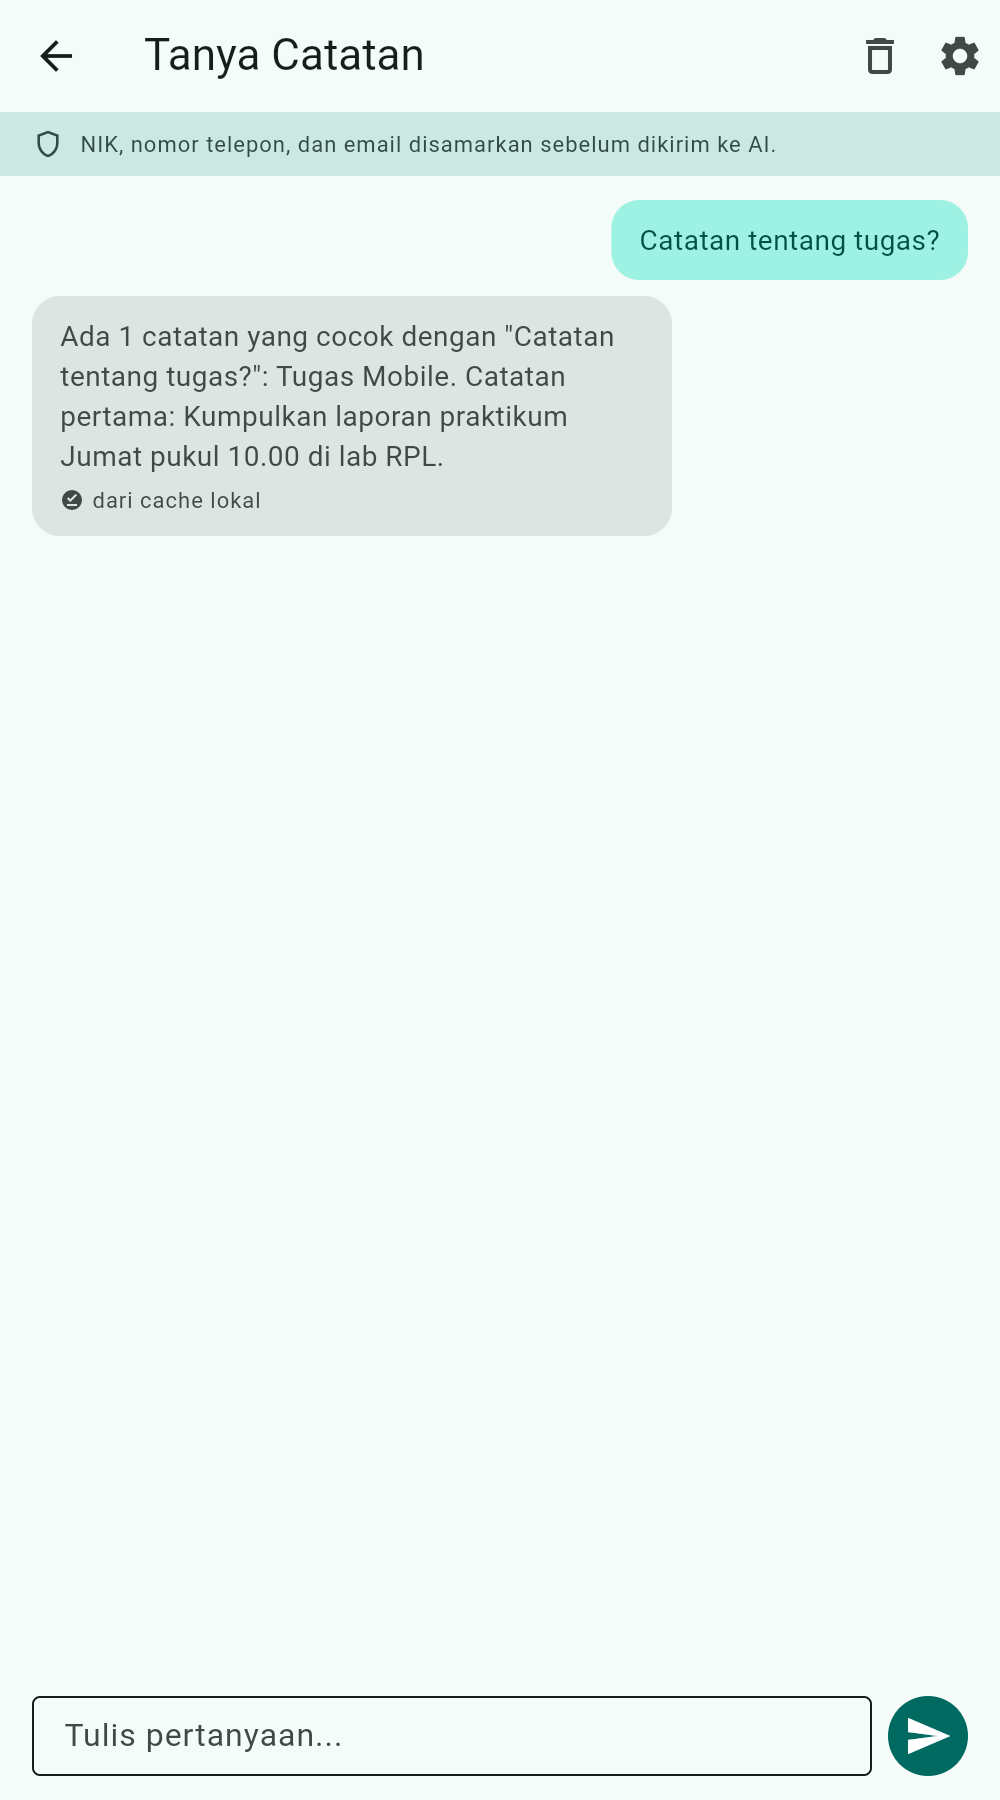 Tanya Catatan
NIK, nomor telepon, dan email disamarkan sebelum dikirim ke AI.
Catatan tentang tugas?
Ada 1 catatan yang cocok dengan "Catatan
tentang tugas?": Tugas Mobile. Catatan
pertama: Kumpulkan laporan praktikum
Jumat pukul 10.00 di lab RPL.
dari cache lokal
Tulis pertanyaan...